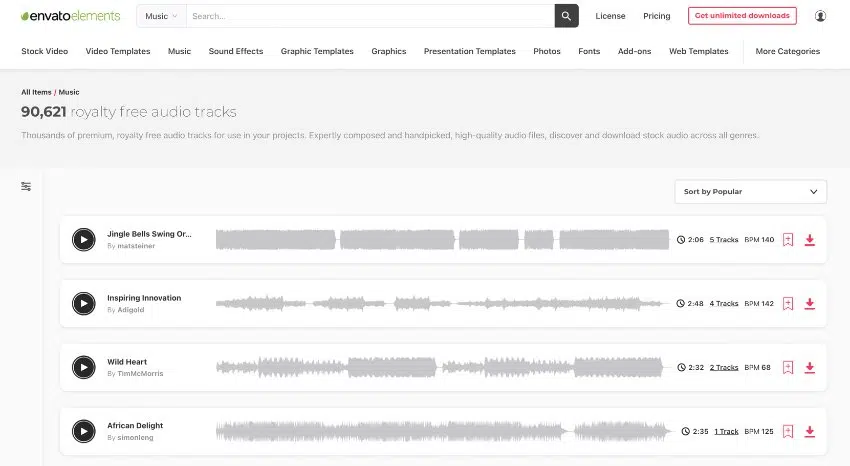 envatoelements Music Search... License Pricing Get unlimited downloads
Stock Video Video Templates Music Sound Effects Graphic Templates Graphics Presentation Templates Photos Fonts Add-ons Web Templates More Categories
All Items / Music
90,621 royalty free audio tracks
Thousands of premium, royalty free audio tracks for use in your projects. Expertly composed and handpicked, high-quality audio files, discover and download stock audio across all genres..
Sort by Popular
Jingle Bells Swing Or... 2:06 5 Tracks BPM 140
By matsteiner
Inspiring Innovation 2:48 4 Tracks BPM 142
By Adigold
Wild Heart 2:32 2 Tracks BPM 68
By TimMcMorris
African Delight 2:35 1 Track BPM 125
By simonleng